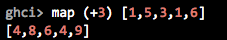 ghci> map (+3) [1,5,3,1,6]
[4,8,6,4,9]